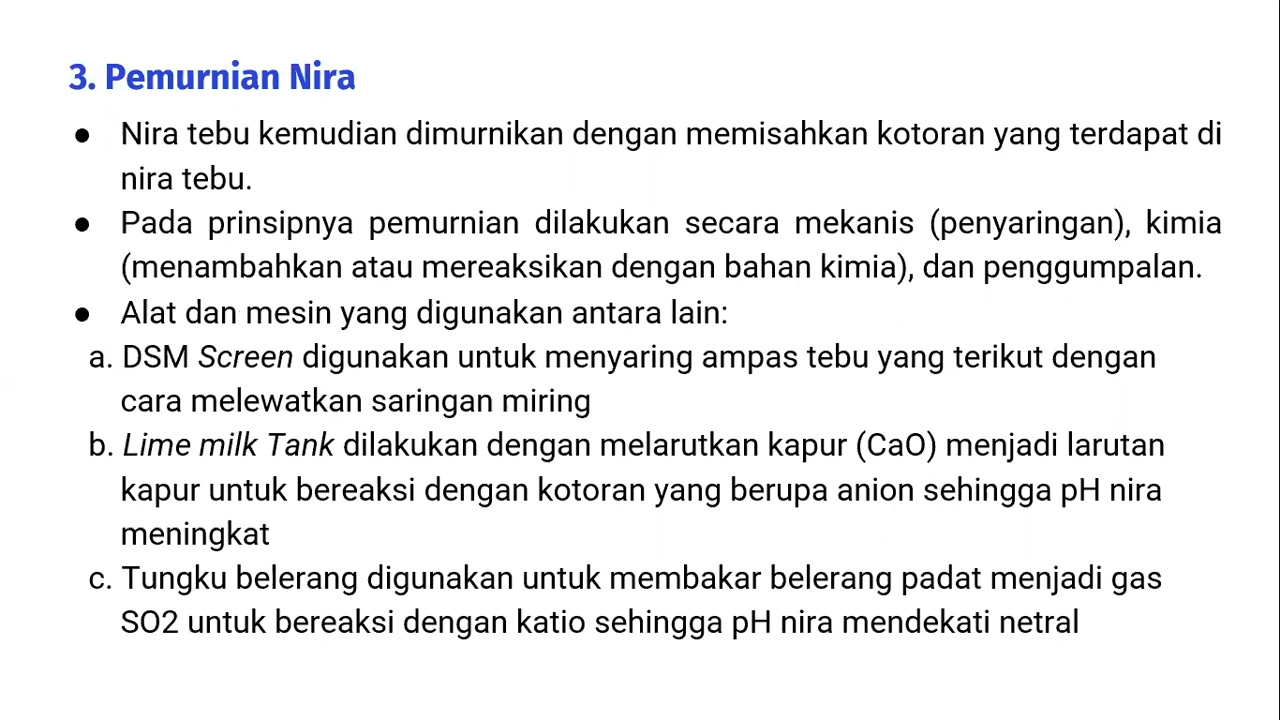 3. Pemurnian Nira
● Nira tebu kemudian dimurnikan dengan memisahkan kotoran yang terdapat di
nira tebu.
● Pada prinsipnya pemurnian dilakukan secara mekanis (penyaringan), kimia
(menambahkan atau mereaksikan dengan bahan kimia), dan penggumpalan.
● Alat dan mesin yang digunakan antara lain:
a. DSM Screen digunakan untuk menyaring ampas tebu yang terikut dengan
cara melewatkan saringan miring
b. Lime milk Tank dilakukan dengan melarutkan kapur (CaO) menjadi larutan
kapur untuk bereaksi dengan kotoran yang berupa anion sehingga pH nira
meningkat
c. Tungku belerang digunakan untuk membakar belerang padat menjadi gas
SO2 untuk bereaksi dengan katio sehingga pH nira mendekati netral